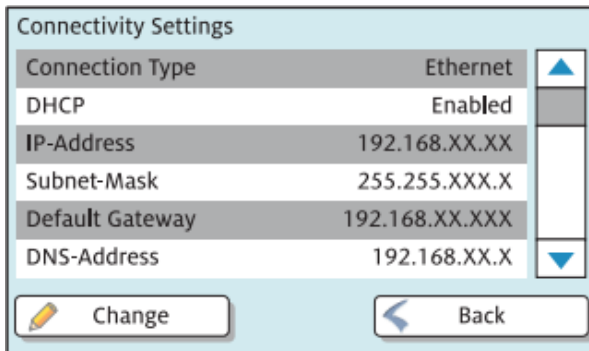 Connectivity Settings
Connection Type Ethernet
DHCP Enabled
IP-Address 192.168.XX.XX
Subnet-Mask 255.255.XXX.X
Default Gateway 192.168.XX.XXX
DNS-Address 192.168.XX.X
Change Back